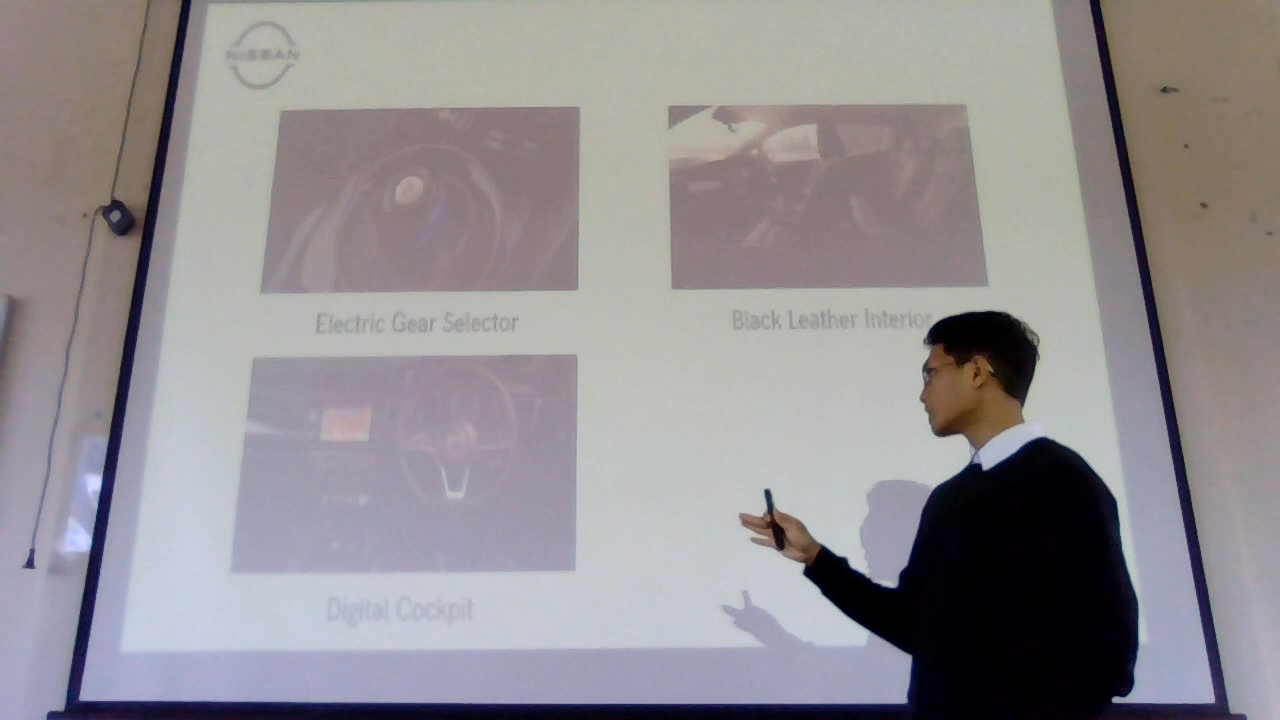 NISSAN
Electric Gear Selector
Black Leather Interior
Digital Cockpit